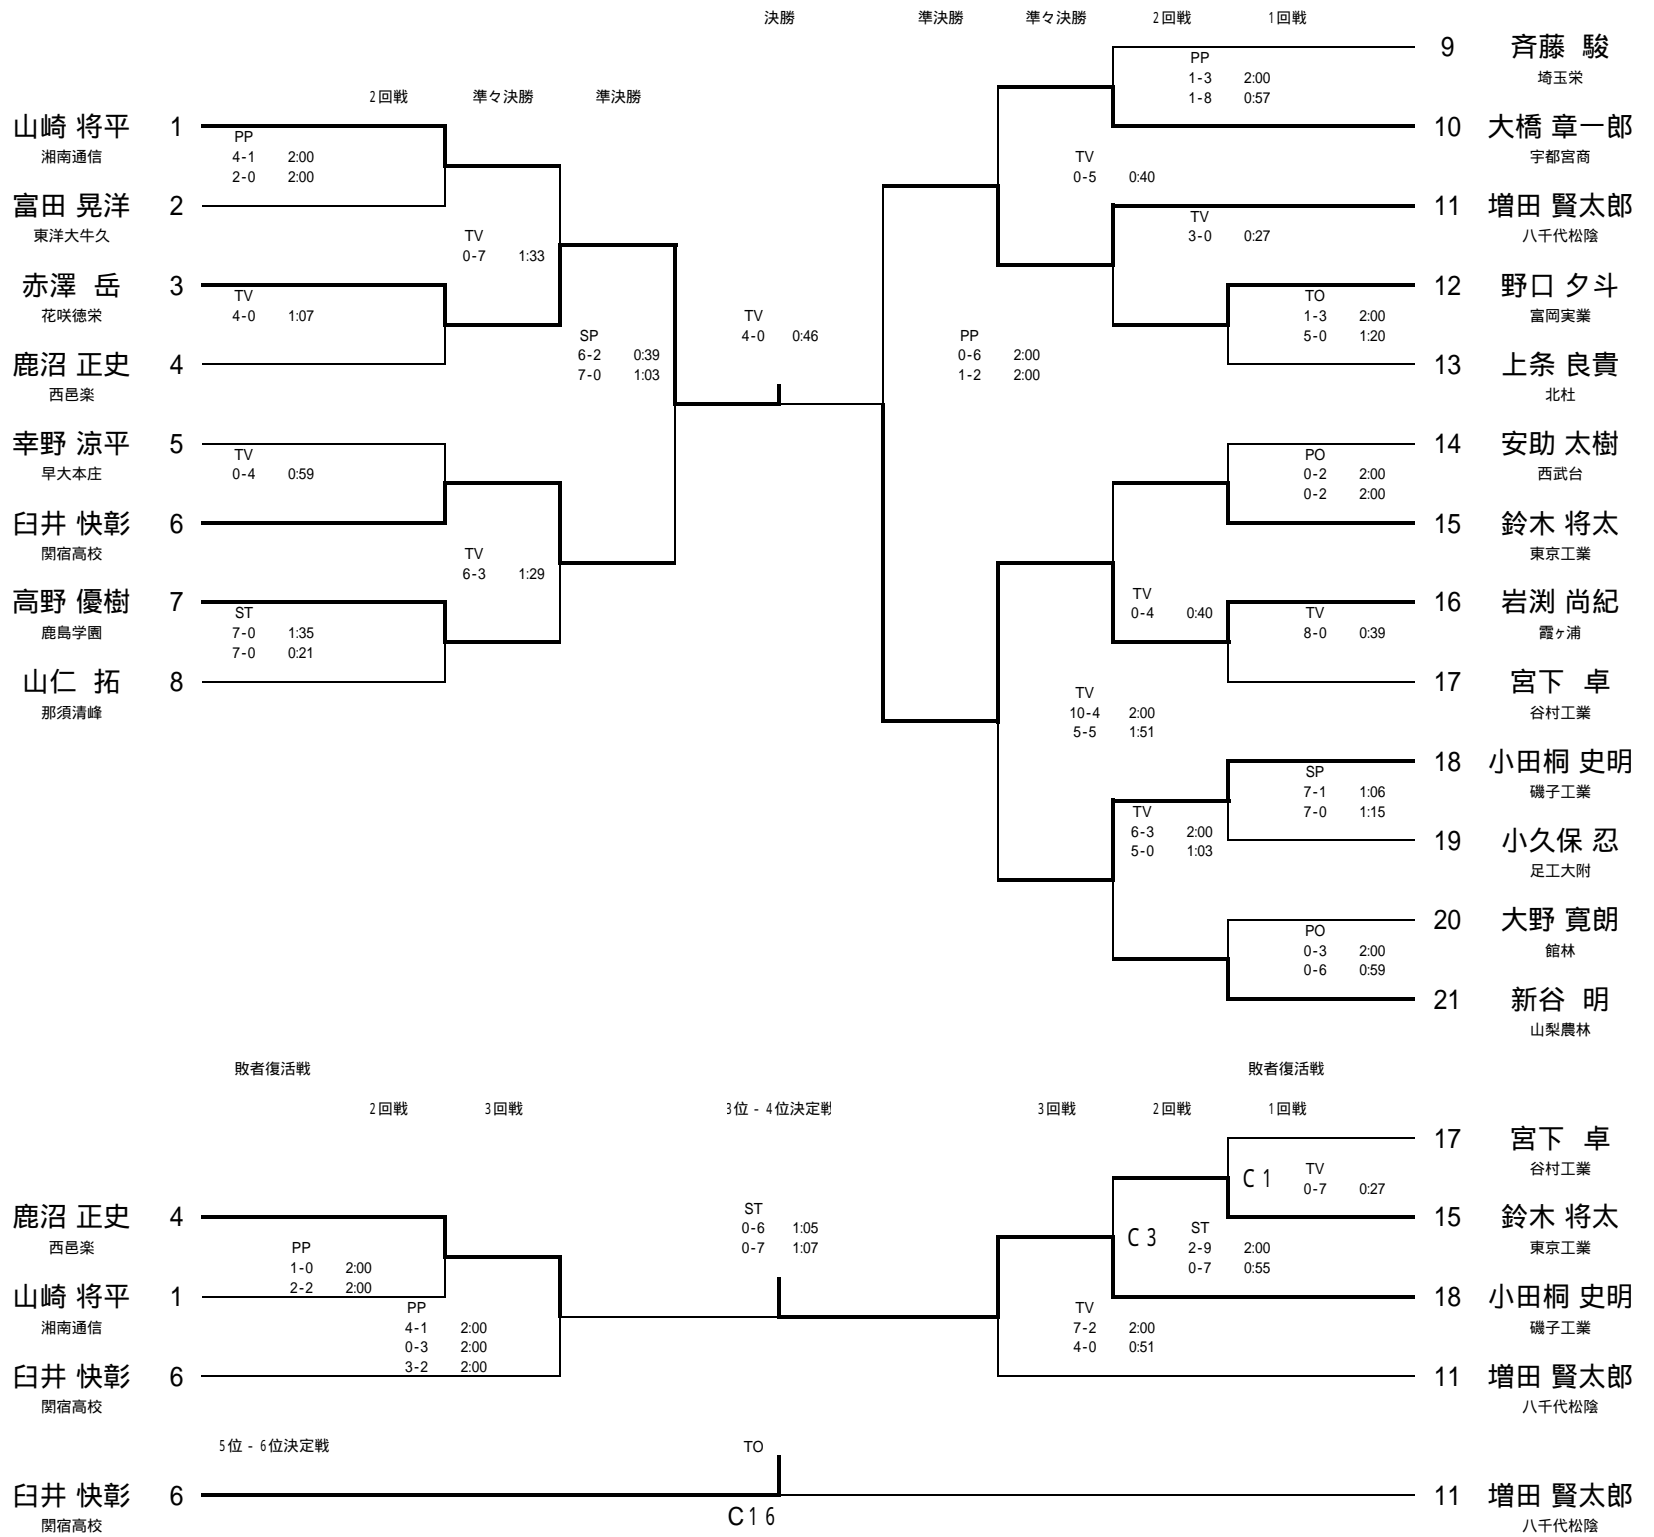 決勝 準決勝 準々決勝 2回戦 1回戦
9 斉藤 駿
埼玉栄
PP
1-3 2:00
1-8 0:57
2回戦 準々決勝 準決勝
山崎 将平 1
湘南通信
PP
4-1 2:00
2-0 2:00
10 大橋 章一郎
宇都宮商
TV
0-5 0:40
富田 晃洋 2
東洋大牛久
11 増田 賢太郎
八千代松陰
TV
3-0 0:27
TV
0-7 1:33
赤澤 岳 3
花咲徳栄
TV
4-0 1:07
12 野口 夕斗
富岡実業
TO
1-3 2:00
5-0 1:20
SP
6-2 0:39
7-0 1:03
TV
4-0 0:46
PP
0-6 2:00
1-2 2:00
鹿沼 正史 4
西邑楽
13 上条 良貴
北杜
幸野 涼平 5
早大本庄
TV
0-4 0:59
14 安助 太樹
西武台
PO
0-2 2:00
0-2 2:00
臼井 快彰 6
関宿高校
15 鈴木 将太
東京工業
TV
6-3 1:29
高野 優樹 7
鹿島学園
ST
7-0 1:35
7-0 0:21
TV
0-4 0:40
16 岩渕 尚紀
霞ヶ浦
TV
8-0 0:39
山仁 拓 8
那須清峰
17 宮下 卓
谷村工業
TV
10-4 2:00
5-5 1:51
18 小田桐 史明
磯子工業
SP
7-1 1:06
7-0 1:15
TV
6-3 2:00
5-0 1:03
19 小久保 忍
足工大附
20 大野 寛朗
館林
PO
0-3 2:00
0-6 0:59
21 新谷 明
山梨農林
敗者復活戦 敗者復活戦
2回戦 3回戦 3位 - 4位決定戦 3回戦 2回戦 1回戦
17 宮下 卓
谷村工業
C1
TV
0-7 0:27
鹿沼 正史 4
西邑楽
ST
0-6 1:05
0-7 1:07
15 鈴木 将太
東京工業
PP
1-0 2:00
2-2 2:00
C3
ST
2-9 2:00
0-7 0:55
山崎 将平 1
湘南通信
18 小田桐 史明
磯子工業
PP
4-1 2:00
0-3 2:00
3-2 2:00
TV
7-2 2:00
4-0 0:51
臼井 快彰 6
関宿高校
11 増田 賢太郎
八千代松陰
5位 - 6位決定戦 TO
臼井 快彰 6
関宿高校
C16
11 増田 賢太郎
八千代松陰